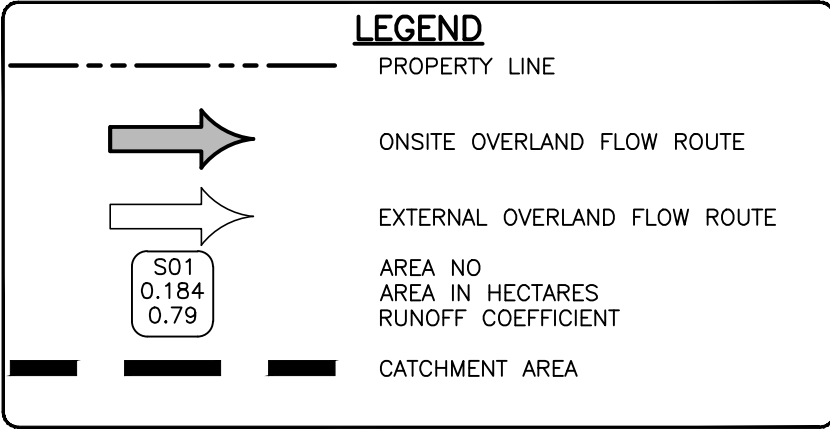 LEGEND
PROPERTY LINE
ONSITE OVERLAND FLOW ROUTE
EXTERNAL OVERLAND FLOW ROUTE
S01
0.184
0.79
AREA NO
AREA IN HECTARES
RUNOFF COEFFICIENT
CATCHMENT AREA